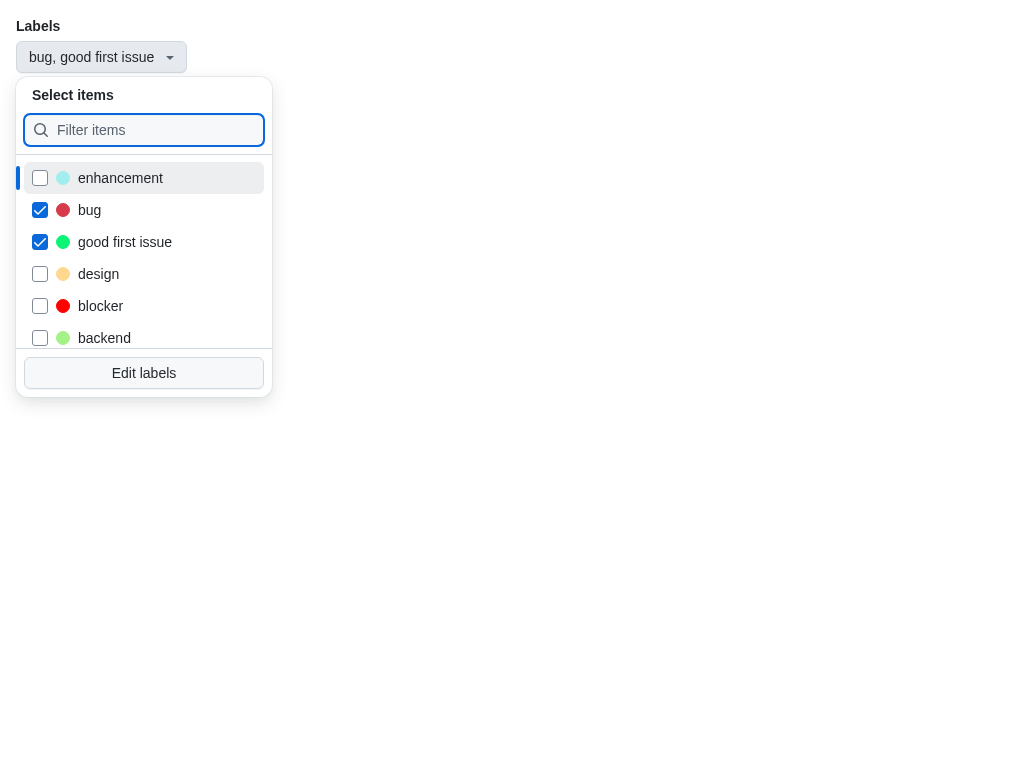 Labels
bug, good first issue
Select items
Filter items
enhancement
bug
good first issue
design
blocker
backend
Edit labels